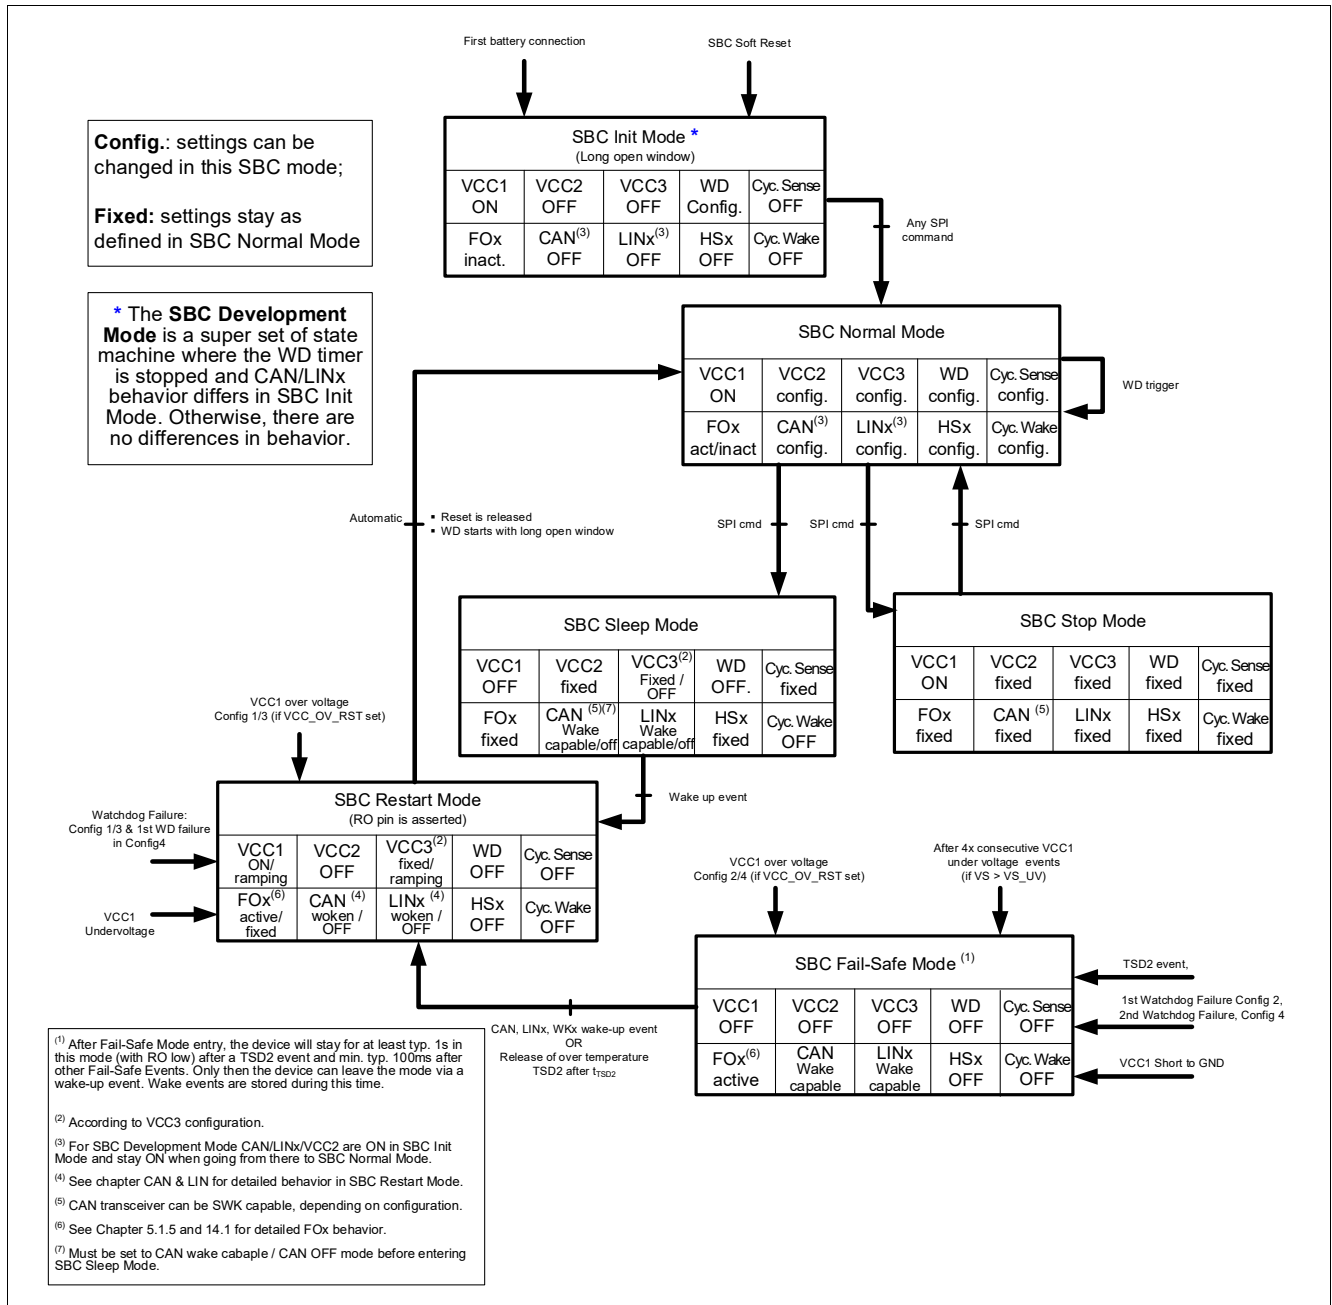 First battery connection
SBC Soft Reset
Config.: settings can be
changed in this SBC mode;
Fixed: settings stay as
defined in SBC Normal Mode
* The SBC Development
Mode is a super set of state
machine where the WD timer
is stopped and CAN/LINx
behavior differs in SBC Init
Mode. Otherwise, there are
no differences in behavior.
SBC Init Mode *
(Long open window)
VCC1
ON
VCC2
OFF
VCC3
OFF
WD
Config.
Cyc. Sense
OFF
FOx
inact.
CAN(3)
OFF
LINx(3)
OFF
HSx
OFF
Cyc. Wake
OFF
Any SPI
command
SBC Normal Mode
VCC1
ON
VCC2
config.
VCC3
config.
WD
config.
Cyc. Sense
config.
FOx
act/inact
CAN(3)
config.
LINx(3)
config.
HSx
config.
Cyc. Wake
config.
WD trigger
Automatic
▪ Reset is released
▪ WD starts with long open window
SPI cmd
SPI cmd
SPI cmd
SBC Sleep Mode
VCC1
OFF
VCC2
fixed
VCC3(2)
Fixed /
OFF
WD
OFF.
Cyc. Sense
fixed
FOx
fixed
CAN (5)(7)
Wake
capable/off
LINx
Wake
capable/off
HSx
fixed
Cyc. Wake
OFF
SBC Stop Mode
VCC1
ON
VCC2
fixed
VCC3
fixed
WD
fixed
Cyc. Sense
fixed
FOx
fixed
CAN (5)
fixed
LINx
fixed
HSx
fixed
Cyc. Wake
fixed
VCC1 over voltage
Config 1/3 (if VCC_OV_RST set)
Wake up event
Watchdog Failure:
Config 1/3 & 1st WD failure
in Config4
VCC1
Undervoltage
SBC Restart Mode
(RO pin is asserted)
VCC1
ON/
ramping
VCC2
OFF
VCC3(2)
fixed/
ramping
WD
OFF
Cyc. Sense
OFF
FOx(6)
active/
fixed
CAN (4)
woken /
OFF
LINx (4)
woken /
OFF
HSx
OFF
Cyc. Wake
OFF
VCC1 over voltage
Config 2/4 (if VCC_OV_RST set)
After 4x consecutive VCC1
under voltage events
(if VS > VS_UV)
SBC Fail-Safe Mode (1)
VCC1
OFF
VCC2
OFF
VCC3
OFF
WD
OFF
Cyc. Sense
OFF
FOx(6)
active
CAN
Wake
capable
LINx
Wake
capable
HSx
OFF
Cyc. Wake
OFF
TSD2 event,
1st Watchdog Failure Config 2,
2nd Watchdog Failure, Config 4
VCC1 Short to GND
CAN, LINx, WKx wake-up event
OR
Release of over temperature
TSD2 after tTSD2
(1) After Fail-Safe Mode entry, the device will stay for at least typ. 1s in
this mode (with RO low) after a TSD2 event and min. typ. 100ms after
other Fail-Safe Events. Only then the device can leave the mode via a
wake-up event. Wake events are stored during this time.
(2) According to VCC3 configuration.
(3) For SBC Development Mode CAN/LINx/VCC2 are ON in SBC Init
Mode and stay ON when going from there to SBC Normal Mode.
(4) See chapter CAN & LIN for detailed behavior in SBC Restart Mode.
(5) CAN transceiver can be SWK capable, depending on configuration.
(6) See Chapter 5.1.5 and 14.1 for detailed FOx behavior.
(7) Must be set to CAN wake cabaple / CAN OFF mode before entering
SBC Sleep Mode.